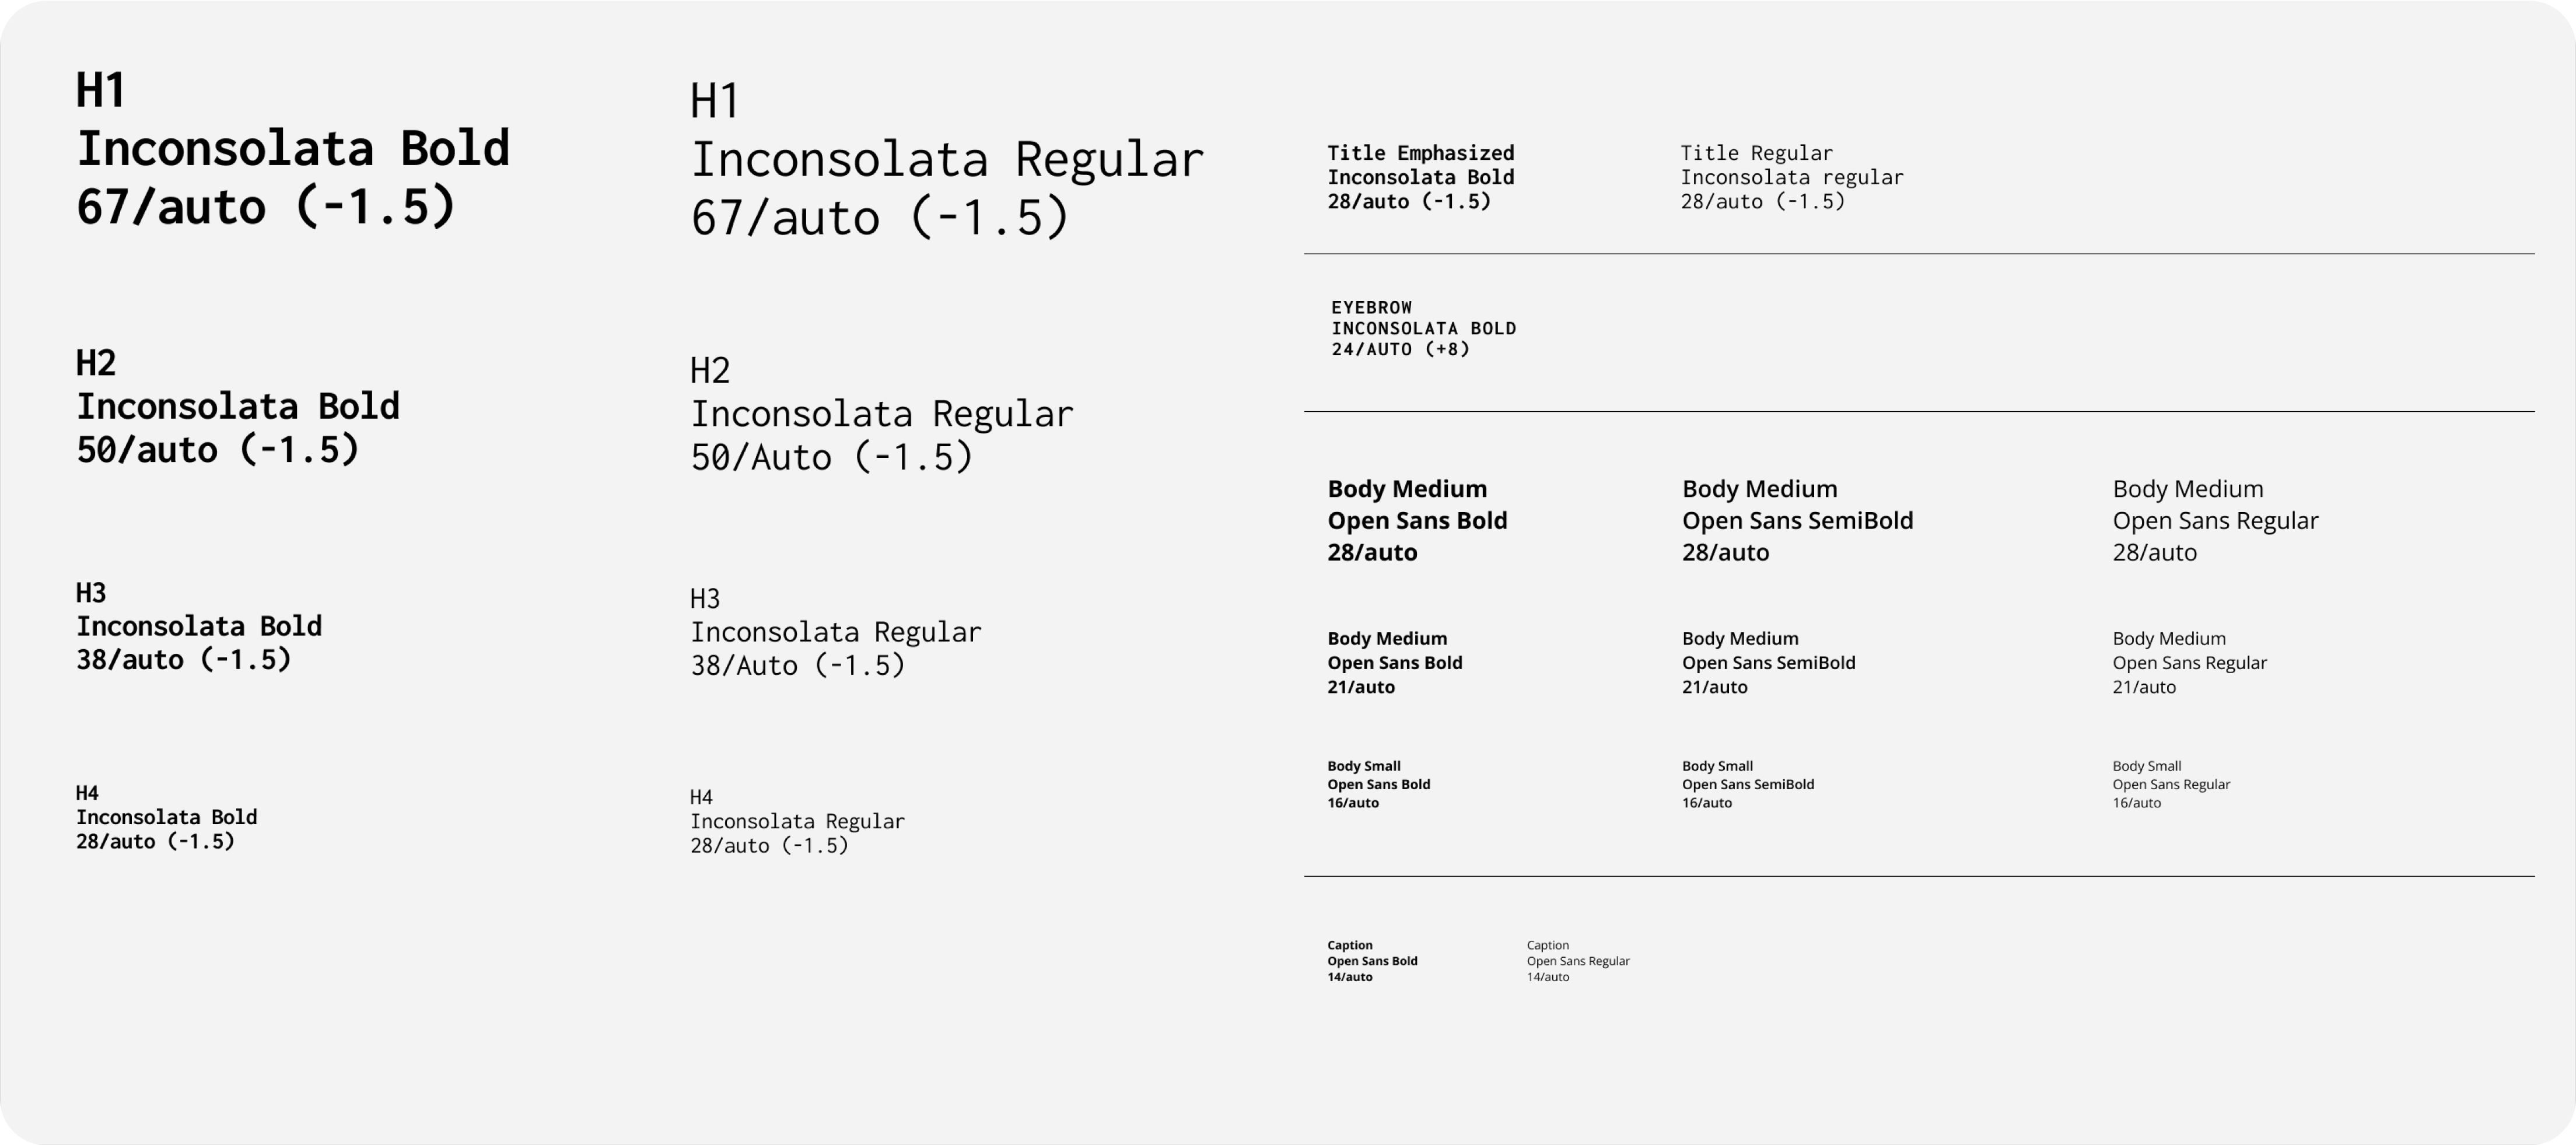 H1
Inconsolata Bold
67/auto (-1.5)
H1
Inconsolata Regular
67/auto (-1.5)
H2
Inconsolata Bold
50/auto (-1.5)
H2
Inconsolata Regular
50/Auto (-1.5)
H3
Inconsolata Bold
38/auto (-1.5)
H3
Inconsolata Regular
38/Auto (-1.5)
H4
Inconsolata Bold
28/auto (-1.5)
H4
Inconsolata Regular
28/auto (-1.5)
Title Emphasized
Inconsolata Bold
28/auto (-1.5)
Title Regular
Inconsolata regular
28/auto (-1.5)
EYEBROW
INCONSOLATA BOLD
24/AUTO (+8)
Body Medium
Open Sans Bold
28/auto
Body Medium
Open Sans SemiBold
28/auto
Body Medium
Open Sans Regular
28/auto
Body Medium
Open Sans Bold
21/auto
Body Medium
Open Sans SemiBold
21/auto
Body Medium
Open Sans Regular
21/auto
Body Small
Open Sans Bold
16/auto
Body Small
Open Sans SemiBold
16/auto
Body Small
Open Sans Regular
16/auto
Caption
Open Sans Bold
14/auto
Caption
Open Sans Regular
14/auto